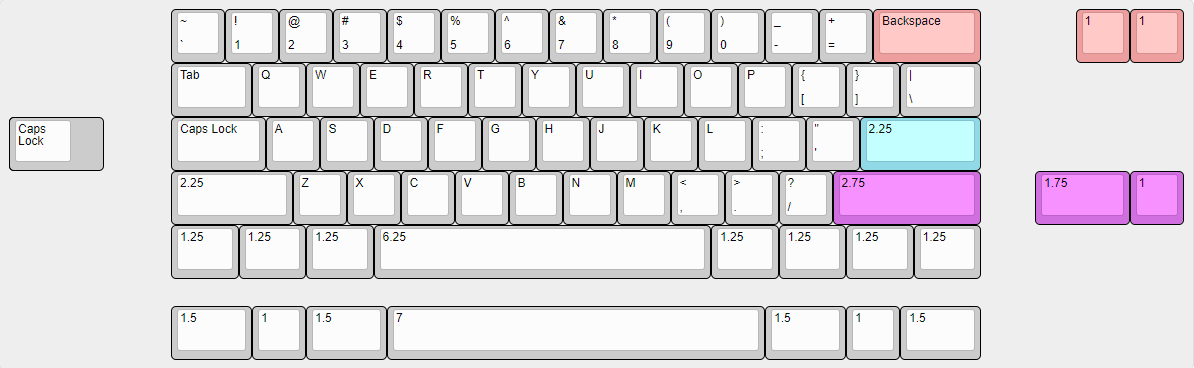 ~ ! @ # $ % ^ & * ( ) _ + Backspace 1 1
` 1 2 3 4 5 6 7 8 9 0 - =
Tab Q W E R T Y U I O P { } |
[ ] \
Caps Lock
Caps Lock A S D F G H J K L : " 2.25
; '
2.25 Z X C V B N M < > ? 2.75 1.75 1
, . /
1.25 1.25 1.25 6.25 1.25 1.25 1.25 1.25
1.5 1 1.5 7 1.5 1 1.5